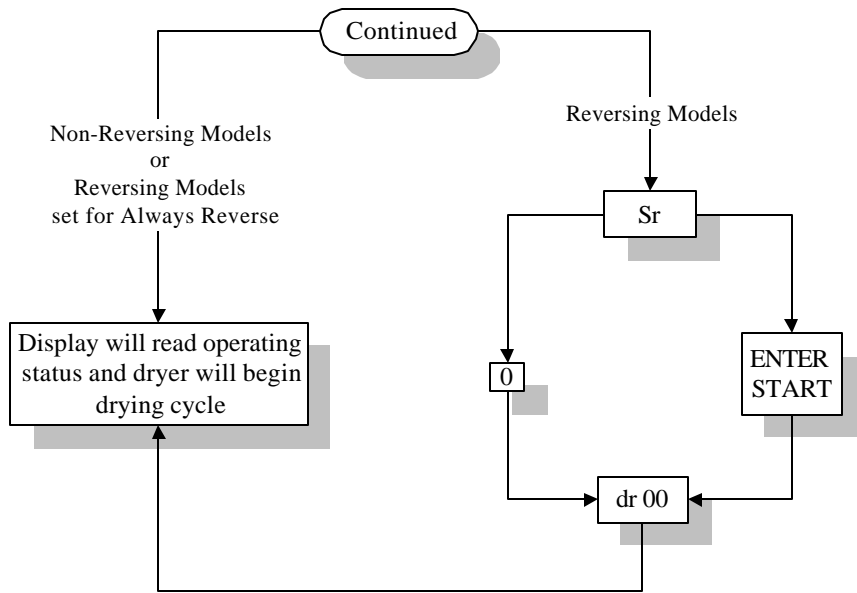 Continued
Non-Reversing Models
or
Reversing Models
set for Always Reverse
Reversing Models
Sr
Display will read operating
status and dryer will begin
drying cycle
0
ENTER
START
dr 00